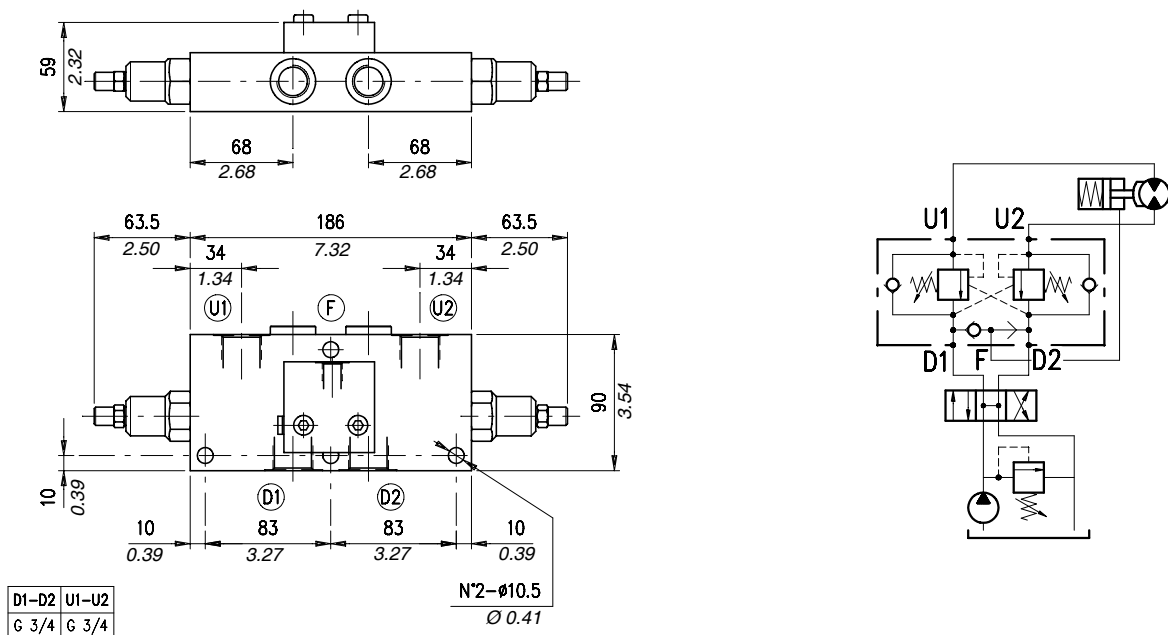 59
2.32
68
2.68
68
2.68
63.5
2.50
186
7.32
63.5
2.50
34
1.34
34
1.34
U1
F
U2
90
3.54
10
0.39
D1
D2
10
0.39
83
3.27
83
3.27
10
0.39
N°2-ø10.5
Ø 0.41
D1-D2 U1-U2
G 3/4 G 3/4
U1 U2
D1 F D2